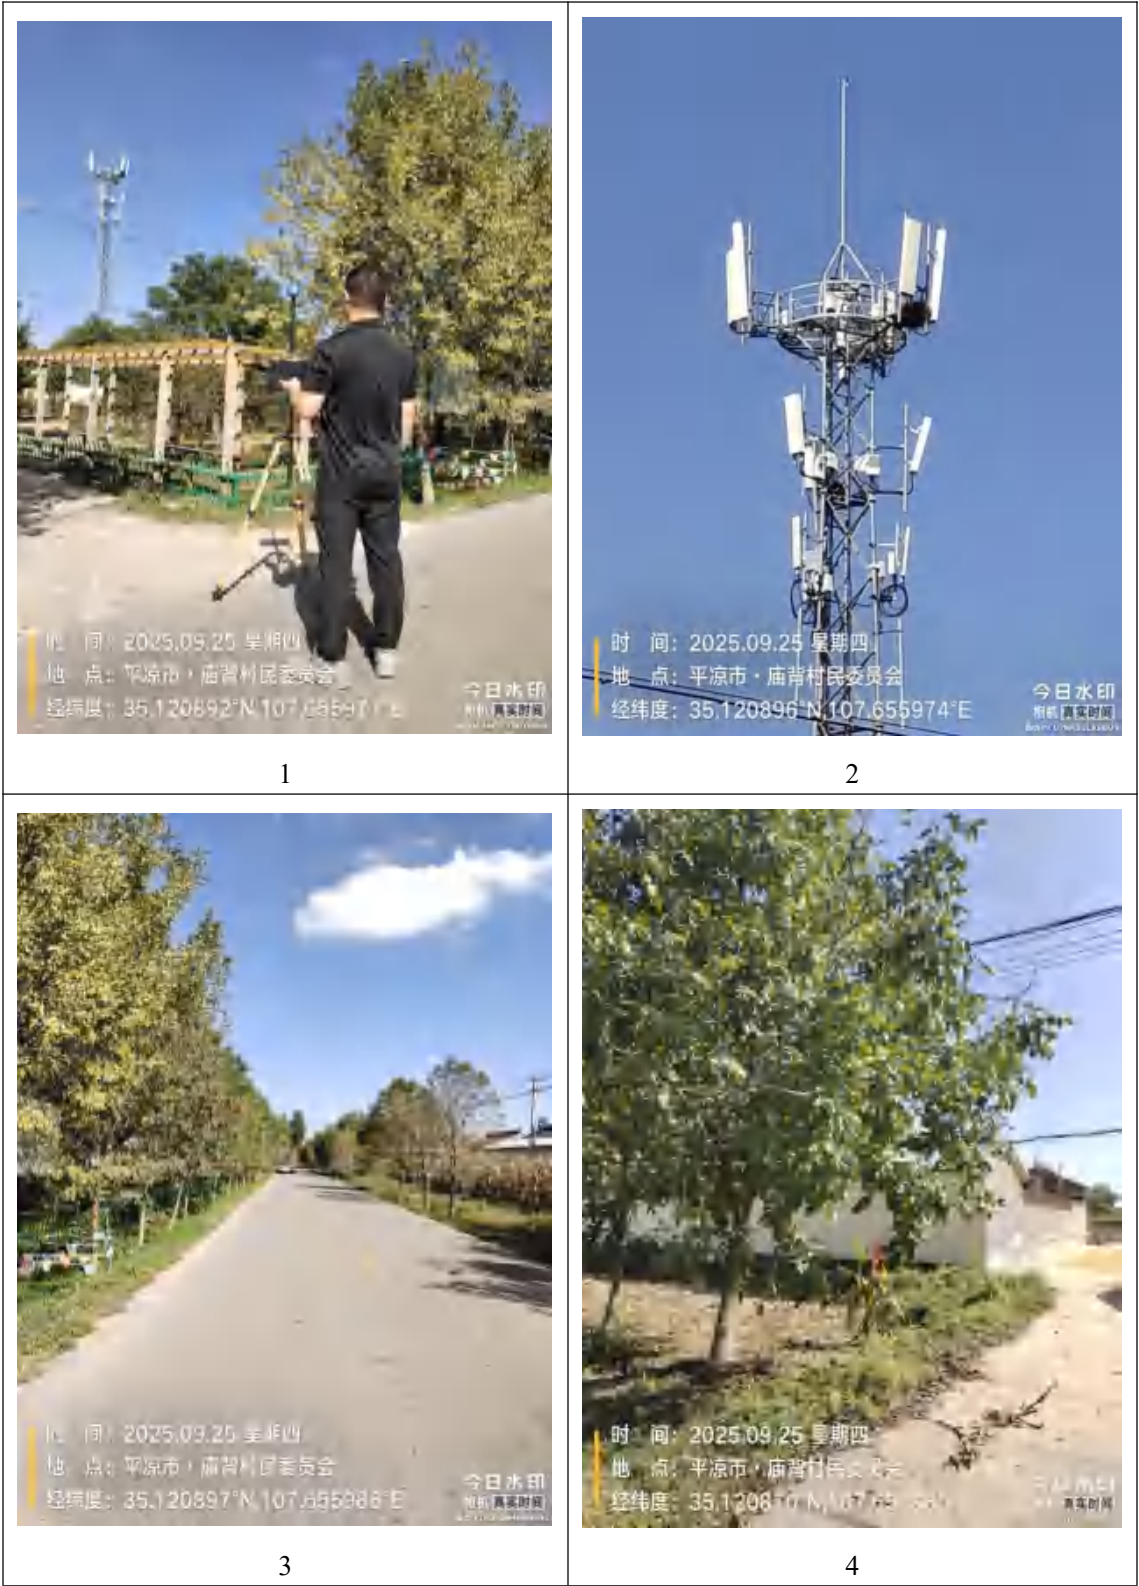 时 间：2025.09.25 星期四
地 点：平凉市·庙背村民委员会
经纬度：35.120892°N,
今日水印
相机 真实时间
1
时 间：2025.09.25 星期四
地 点：平凉市·庙背村民委员会
经纬度：35.120896°N,107.655974°E
今日水印
相机 真实时间
2
时 间：2025.09.25 星期四
地 点：平凉市·庙背村民委员会
经纬度：35.120897°N,107.655988°E
今日水印
相机 真实时间
3
时 间：2025.09.25 星期四
地 点：平凉市·庙背村民委员会
经纬度：
真实时间
4